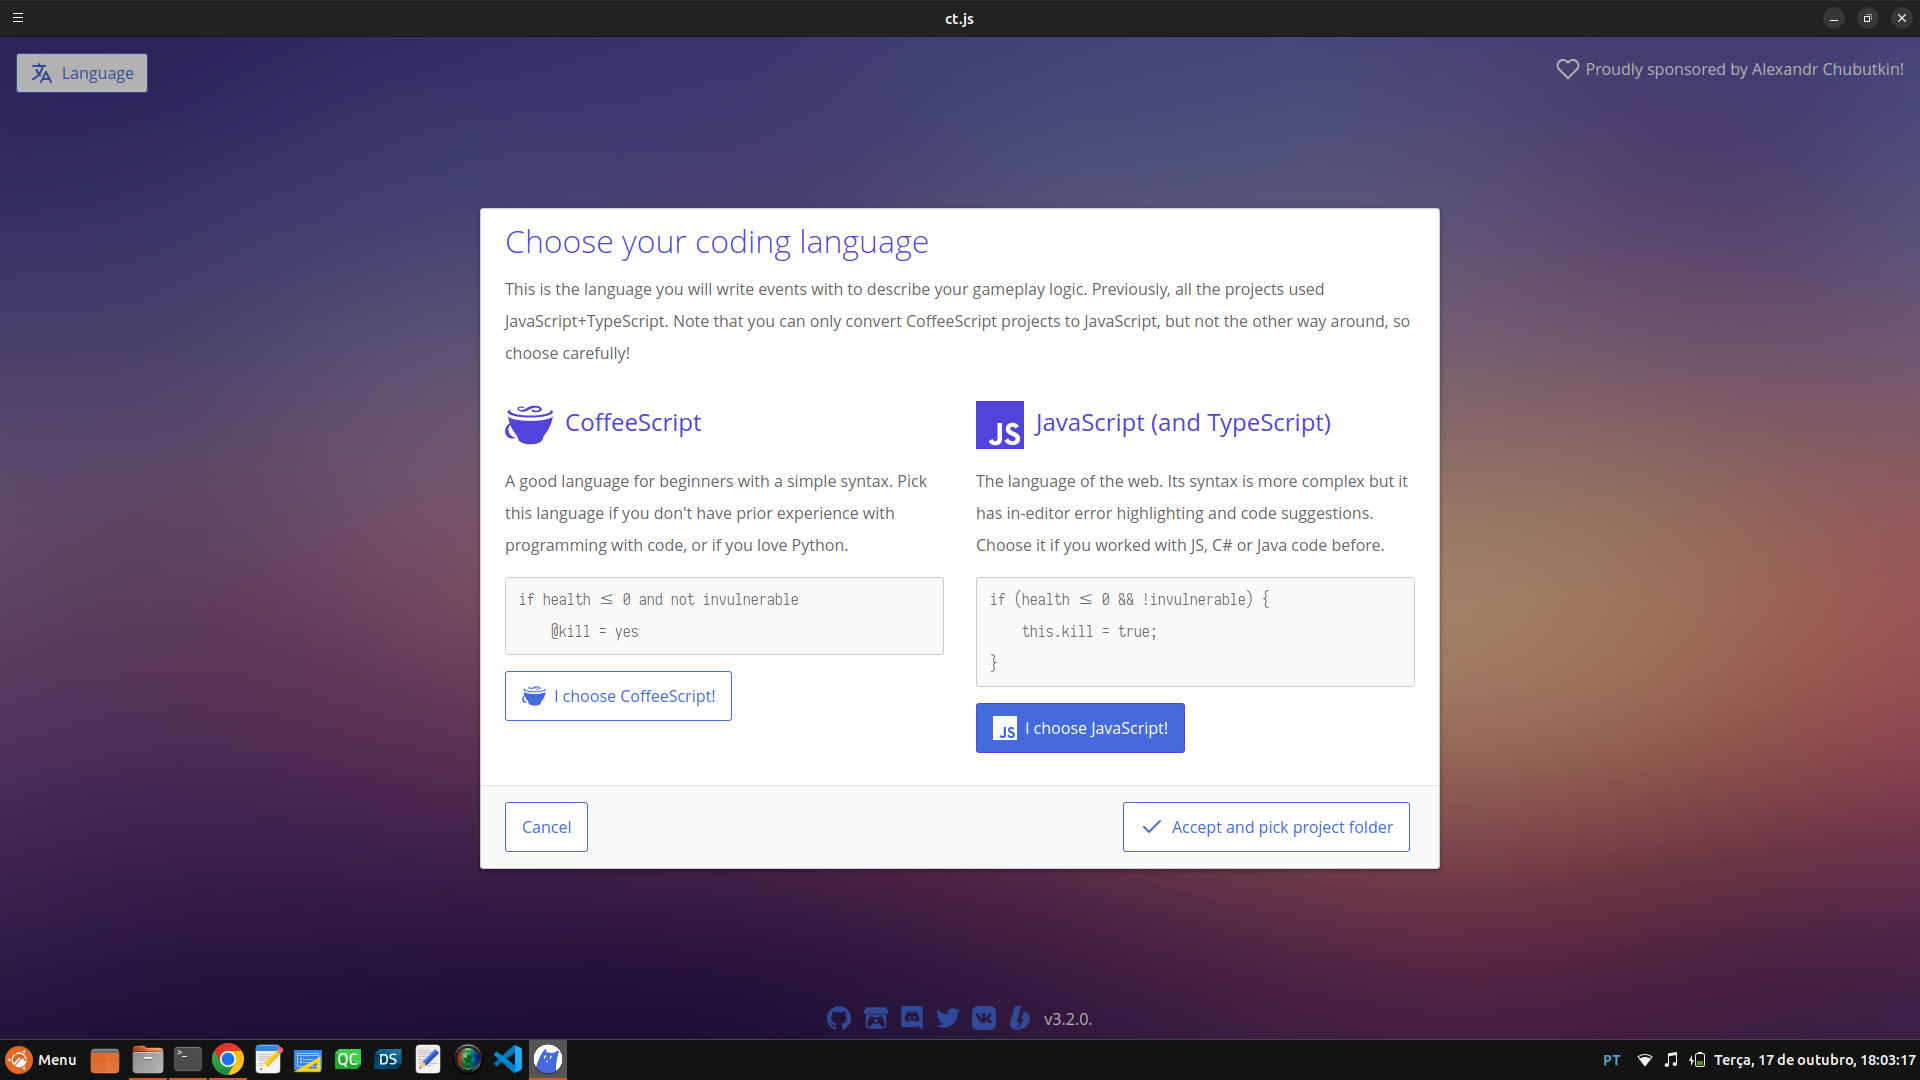 ct.js
Language
Proudly sponsored by Alexandr Chubutkin!
Choose your coding language
This is the language you will write events with to describe your gameplay logic. Previously, all the projects used
JavaScript+TypeScript. Note that you can only convert CoffeeScript projects to JavaScript, but not the other way around, so
choose carefully!
CoffeeScript
A good language for beginners with a simple syntax. Pick
this language if you don't have prior experience with
programming with code, or if you love Python.
if health ≤ 0 and not invulnerable
@kill = yes
I choose CoffeeScript!
JS
JavaScript (and TypeScript)
The language of the web. Its syntax is more complex but it
has in-editor error highlighting and code suggestions.
Choose it if you worked with JS, C# or Java code before.
if (health ≤ 0 && !invulnerable) {
this.kill = true;
}
JS
I choose JavaScript!
Cancel
Accept and pick project folder
v3.2.0.
Menu
QC
DS
PT
Terça, 17 de outubro, 18:03:17